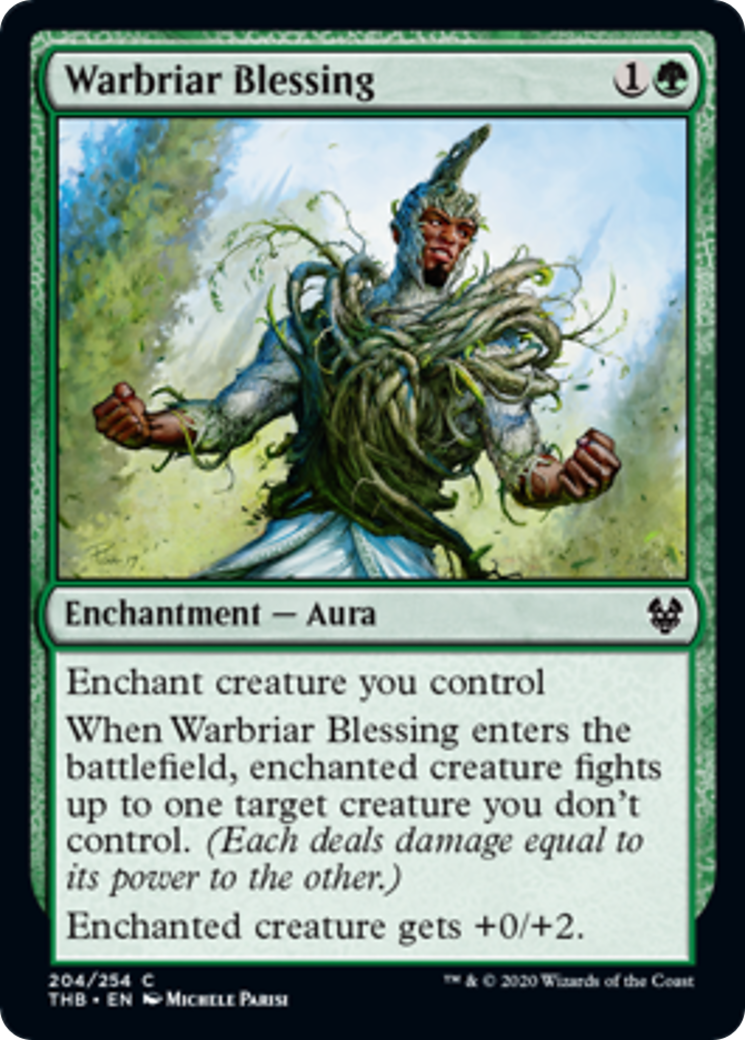 Warbriar Blessing 1
Enchantment — Aura
Enchant creature you control
When Warbriar Blessing enters the
battlefield, enchanted creature fights
up to one target creature you don't
control. (Each deals damage equal to
its power to the other.)
Enchanted creature gets +0/+2.
204/254 C
THB • EN Michele Parisi
™ & © 2020 Wizards of the Coast